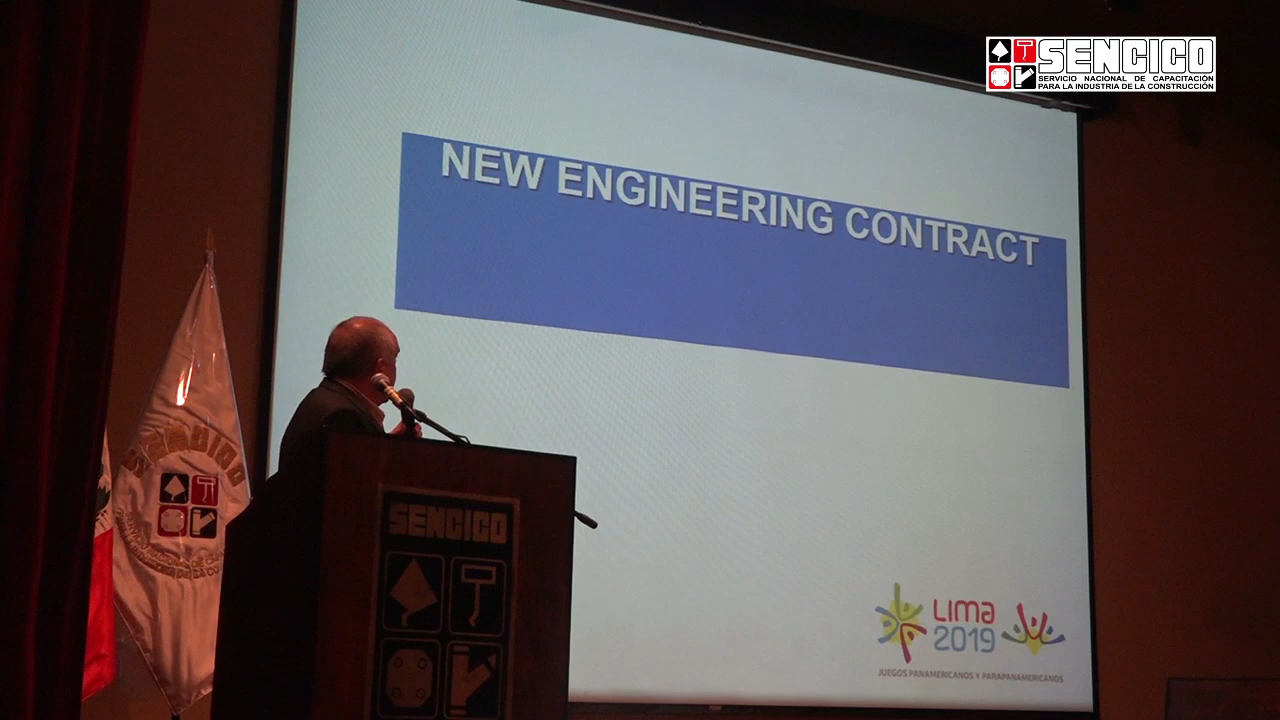 SENCICO
SERVICIO NACIONAL DE CAPACITACIÓN
PARA LA INDUSTRIA DE LA CONSTRUCCIÓN
NEW ENGINEERING CONTRACT
SENCICO
SENCICO
LIMA
2019
JUEGOS PANAMERICANOS Y PARAPANAMERICANOS